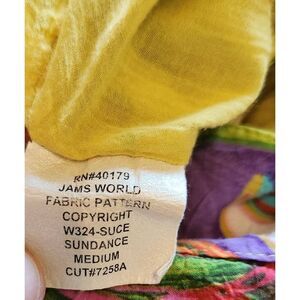 RN#40179
JAMS WORLD
FABRIC PATTERN
COPYRIGHT
W324-SUCE
SUNDANCE
MEDIUM
CUT#7258A